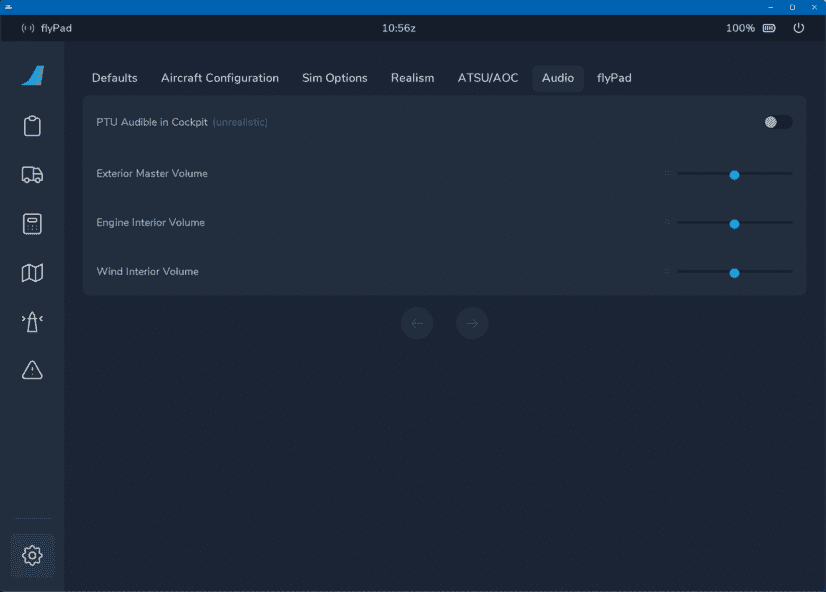 flyPad
10:56z
100%
Defaults
Aircraft Configuration
Sim Options
Realism
ATSU/AOC
Audio
flyPad
PTU Audible in Cockpit (unrealistic)
Exterior Master Volume
Engine Interior Volume
Wind Interior Volume